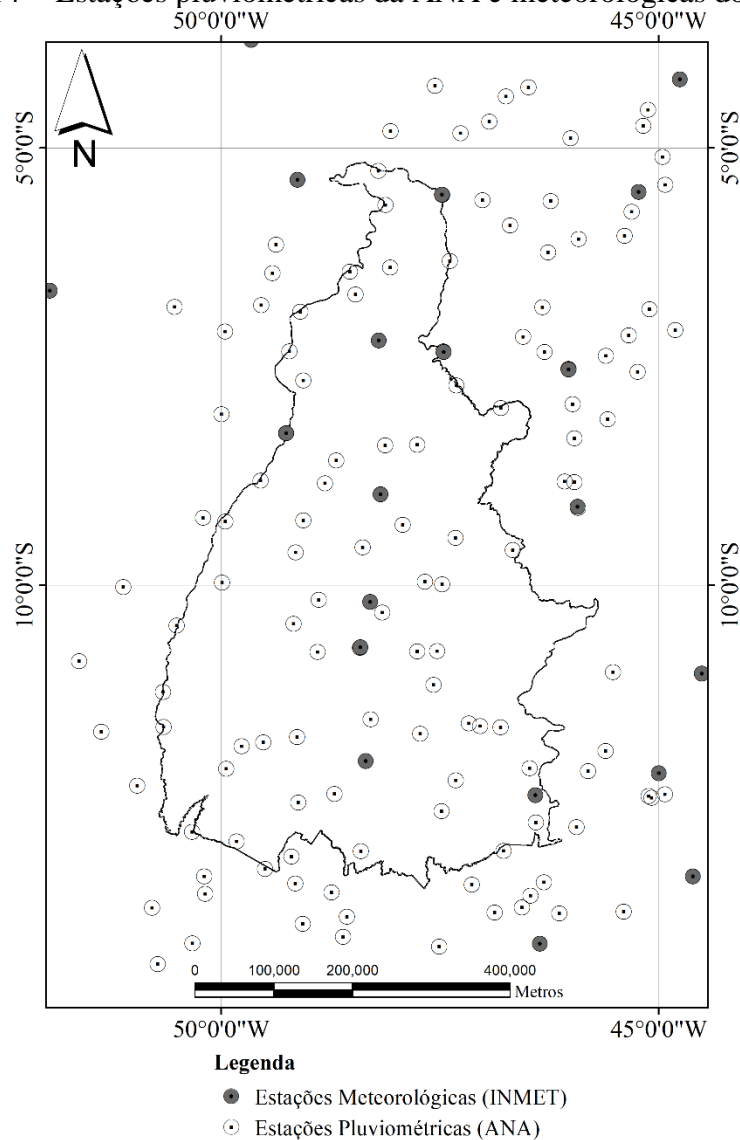 Estações pluviométricas da ANA e meteorológicas do
50°0'0"W 45°0'0"W
N
5°0'0"S 5°0'0"S
10°0'0"S 10°0'0"S
0 100,000 200,000 400,000
Metros
50°0'0"W 45°0'0"W
Legenda
Estações Meteorológicas (INMET)
Estações Pluviométricas (ANA)